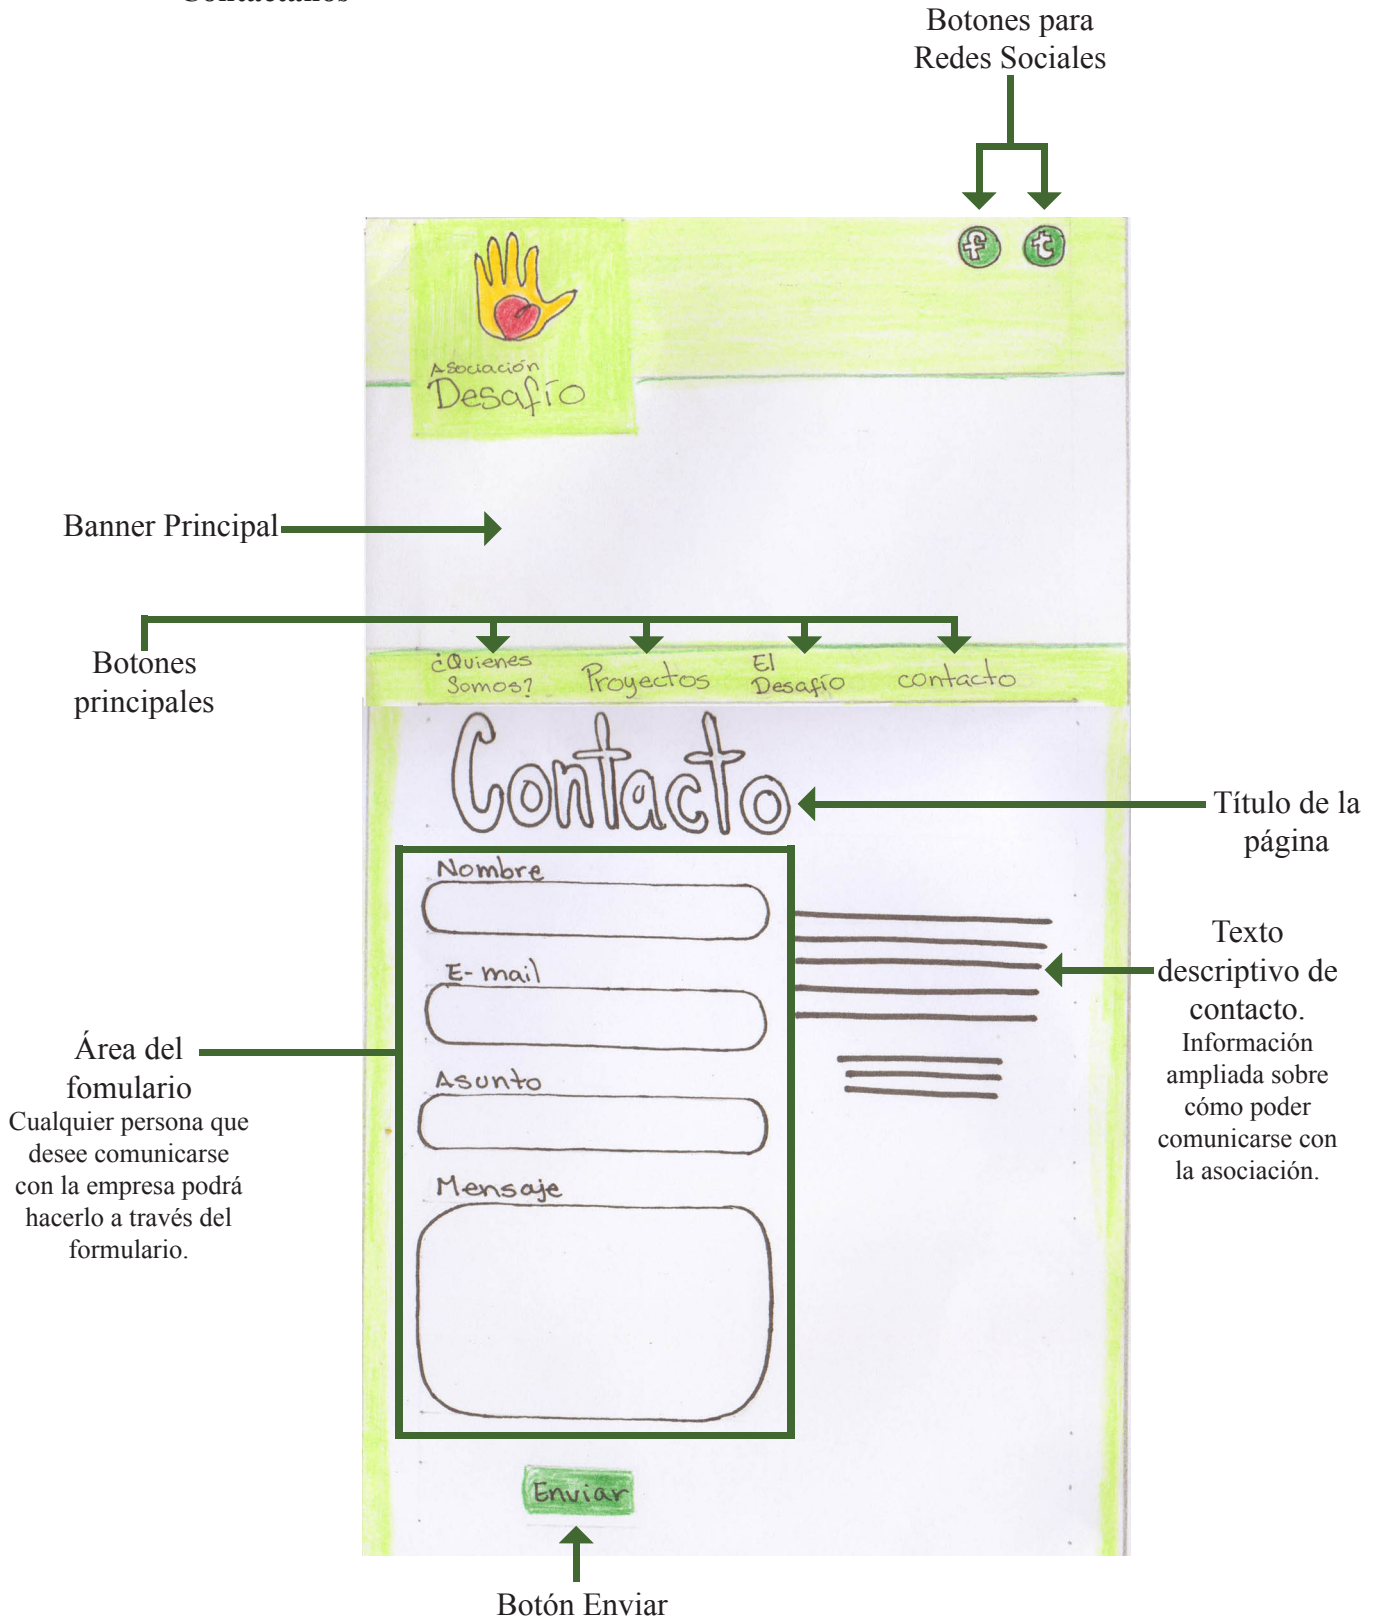 Contáctanos
Botones para
Redes Sociales
f t
Asociación
Desafío
Banner Principal
Botones
principales
¿Quienes
Somos?
Proyectos
El
Desafío
contacto
Contacto
Título de la
página
Nombre
E-mail
Asunto
Mensaje
Texto
descriptivo de
contacto.
Información
ampliada sobre
cómo poder
comunicarse con
la asociación.
Área del
fomulario
Cualquier persona que
desee comunicarse
con la empresa podrá
hacerlo a través del
formulario.
Enviar
Botón Enviar